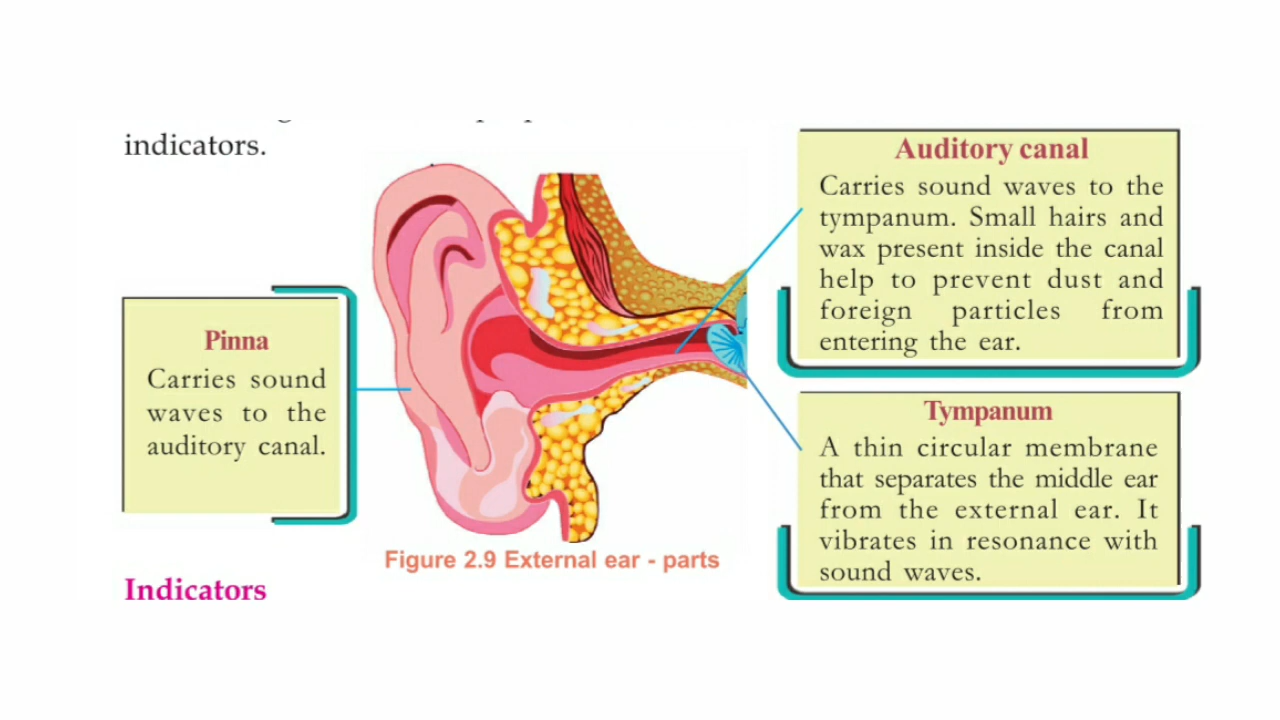 indicators.
Pinna
Carries sound
waves to the
auditory canal.
Auditory canal
Carries sound waves to the
tympanum. Small hairs and
wax present inside the canal
help to prevent dust and
foreign particles from
entering the ear.
Tympanum
A thin circular membrane
that separates the middle ear
from the external ear. It
vibrates in resonance with
sound waves.
Figure 2.9 External ear - parts
Indicators